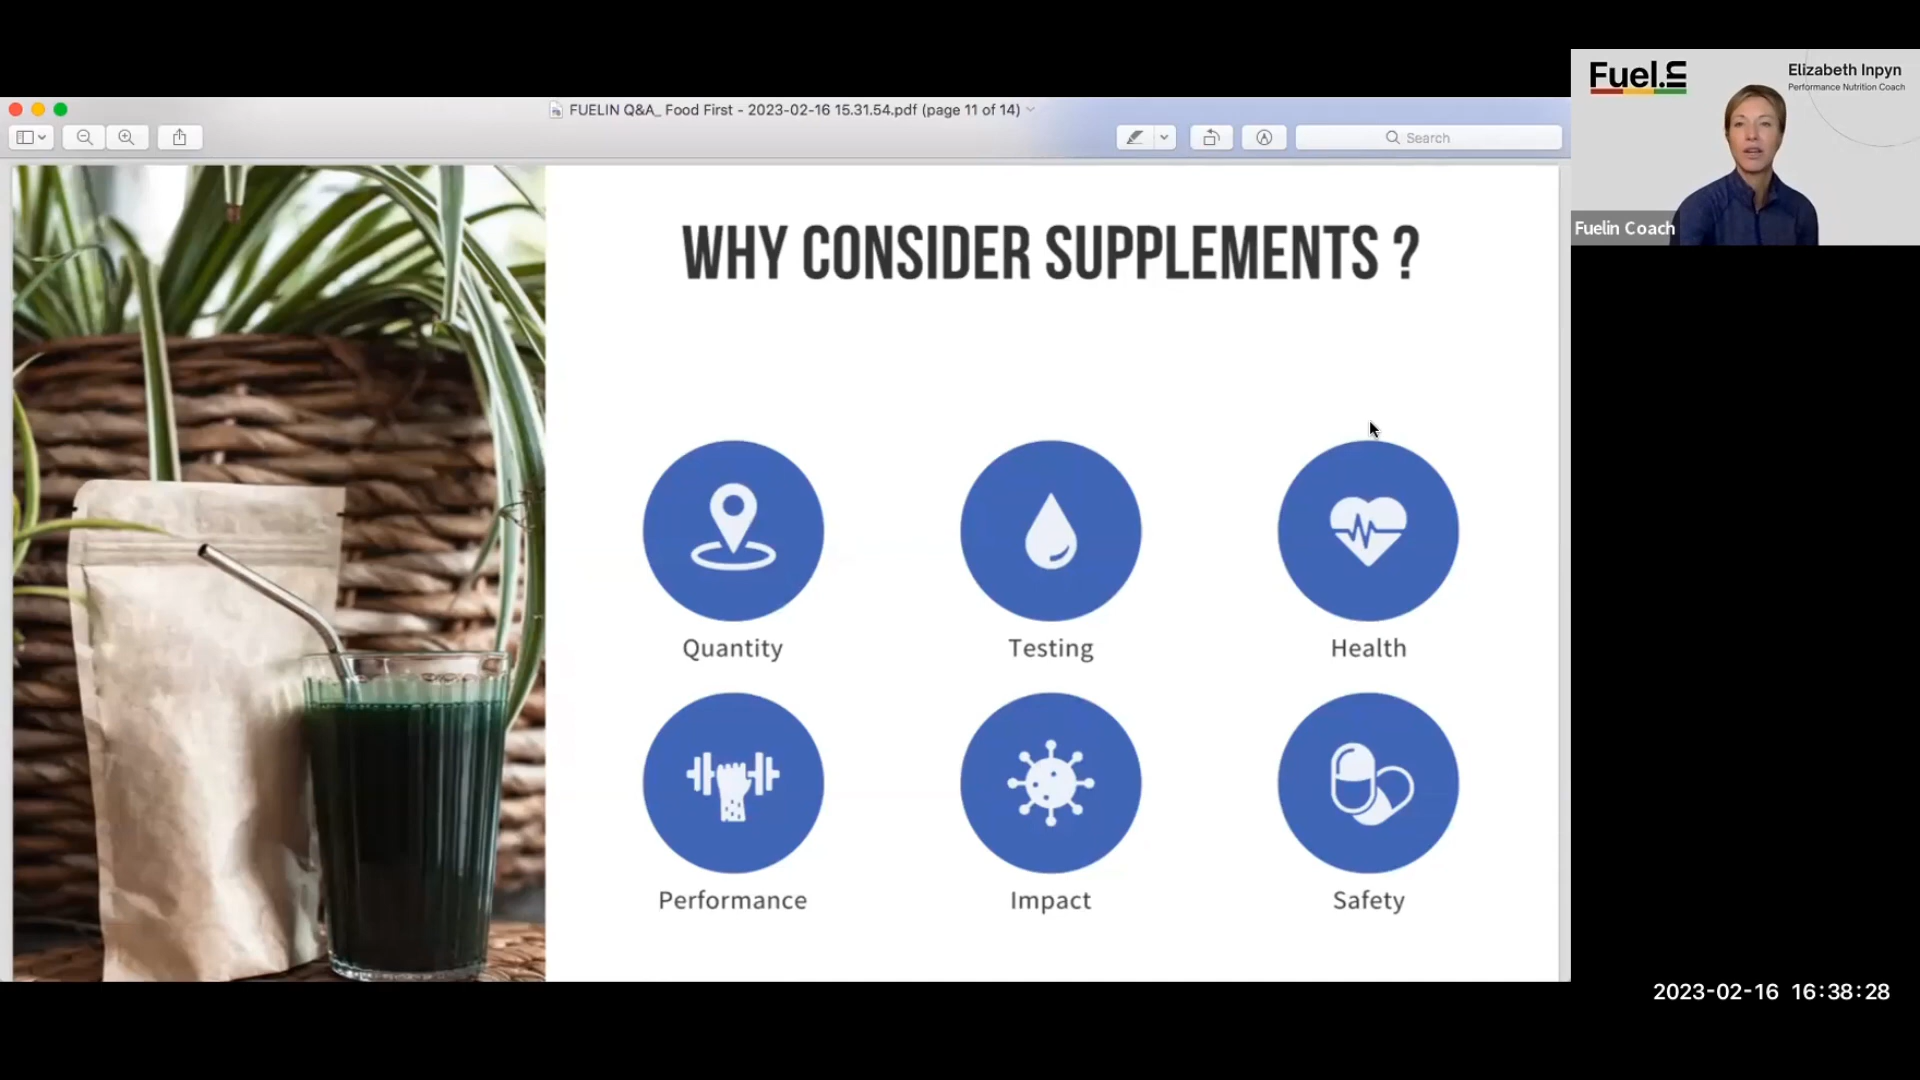 FUELIN Q&A_ Food First - 2023-02-16 15.31.54.pdf (page 11 of 14)
Search
Fuel.in
Elizabeth Inpyn
Performance Nutrition Coach
Fuelin Coach
WHY CONSIDER SUPPLEMENTS ?
Quantity
Testing
Health
Performance
Impact
Safety
2023-02-16 16:38:28